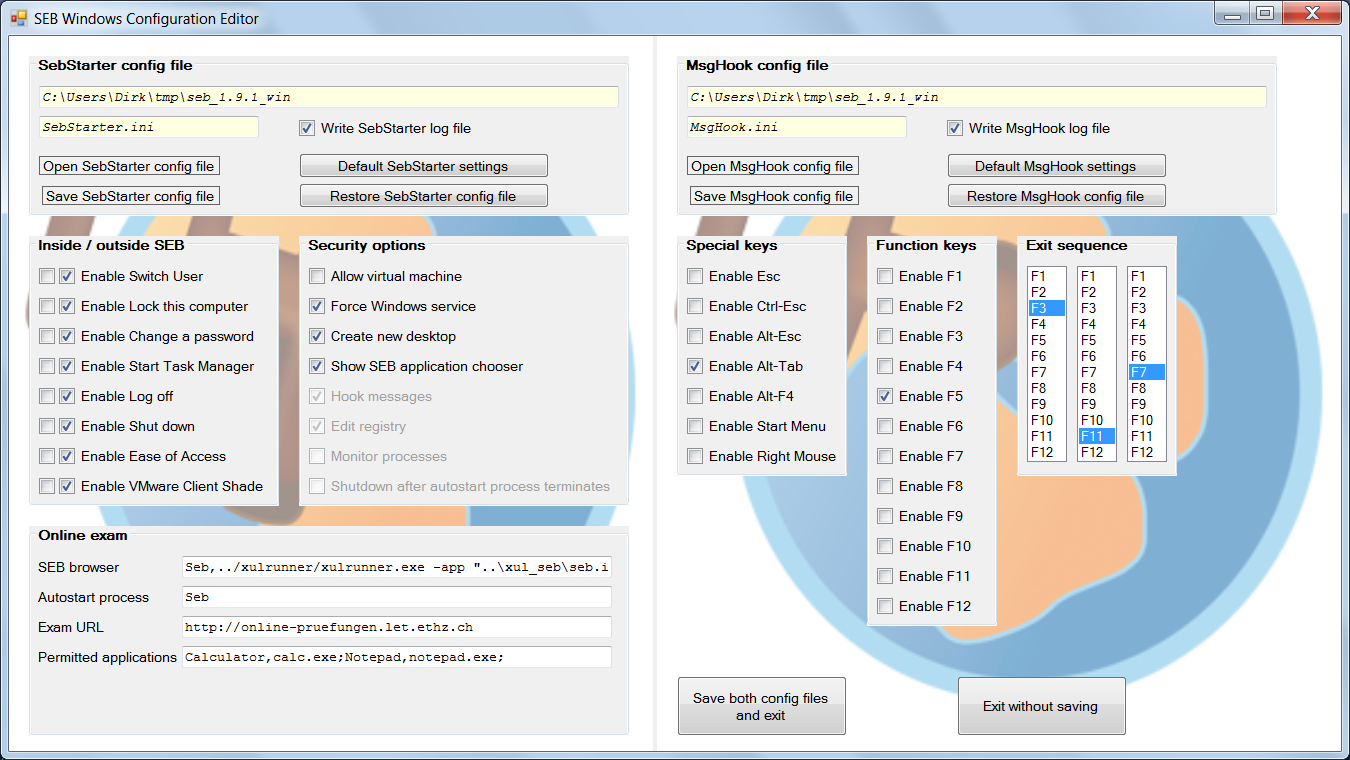 SEB Windows Configuration Editor
SebStarter config file
C:\Users\Dirk\tmp\seb_1.9.1_win
SebStarter.ini
Write SebStarter log file
Open SebStarter config file
Default SebStarter settings
Save SebStarter config file
Restore SebStarter config file
Inside / outside SEB
Enable Switch User
Enable Lock this computer
Enable Change a password
Enable Start Task Manager
Enable Log off
Enable Shut down
Enable Ease of Access
Enable VMware Client Shade
Security options
Allow virtual machine
Force Windows service
Create new desktop
Show SEB application chooser
Hook messages
Edit registry
Monitor processes
Shutdown after autostart process terminates
Online exam
SEB browser
Seb,../xulrunner/xulrunner.exe -app "..\xul_seb\seb.i
Autostart process
Seb
Exam URL
http://online-pruefungen.let.ethz.ch
Permitted applications
Calculator,calc.exe;Notepad,notepad.exe;
MsgHook config file
C:\Users\Dirk\tmp\seb_1.9.1_win
MsgHook.ini
Write MsgHook log file
Open MsgHook config file
Default MsgHook settings
Save MsgHook config file
Restore MsgHook config file
Special keys
Enable Esc
Enable Ctrl-Esc
Enable Alt-Esc
Enable Alt-Tab
Enable Alt-F4
Enable Start Menu
Enable Right Mouse
Function keys
Enable F1
Enable F2
Enable F3
Enable F4
Enable F5
Enable F6
Enable F7
Enable F8
Enable F9
Enable F10
Enable F11
Enable F12
Exit sequence
F1 F1 F1
F2 F2 F2
F3 F3 F3
F4 F4 F4
F5 F5 F5
F6 F6 F6
F7 F7 F7
F8 F8 F8
F9 F9 F9
F10 F10 F10
F11 F11 F11
F12 F12 F12
Save both config files
and exit
Exit without saving